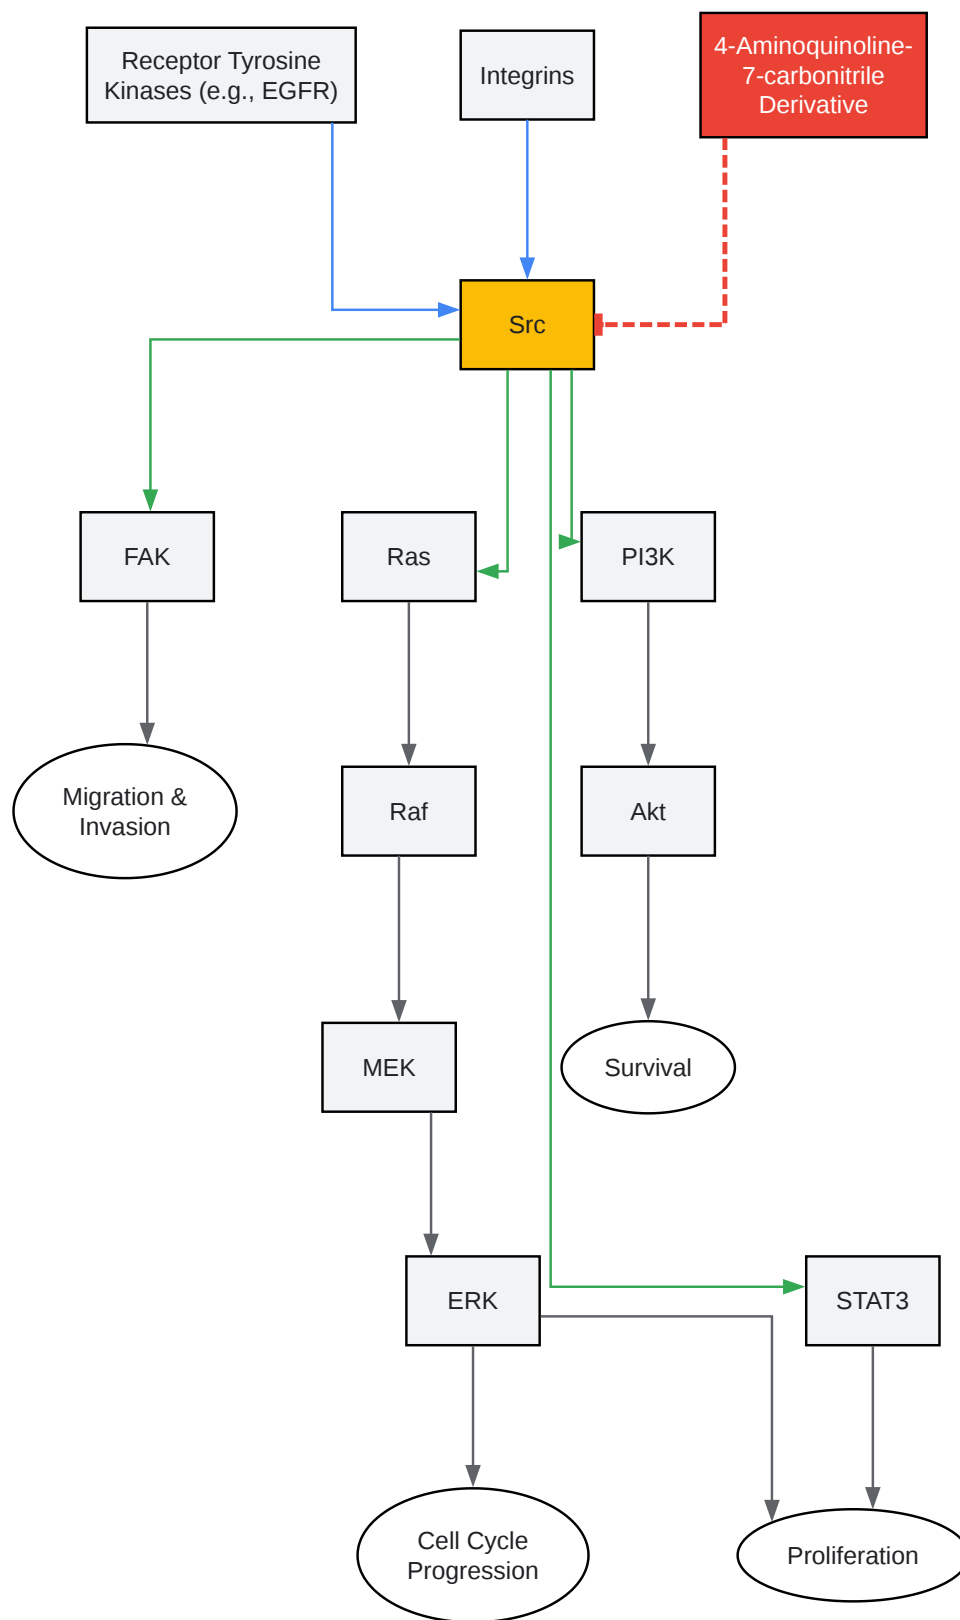 Receptor Tyrosine
Kinases (e.g., EGFR)
Integrins
4-Aminoquinoline-
7-carbonitrile
Derivative
Src
FAK
Ras
PI3K
Migration &
Invasion
Raf
Akt
MEK
Survival
ERK
STAT3
Cell Cycle
Progression
Proliferation